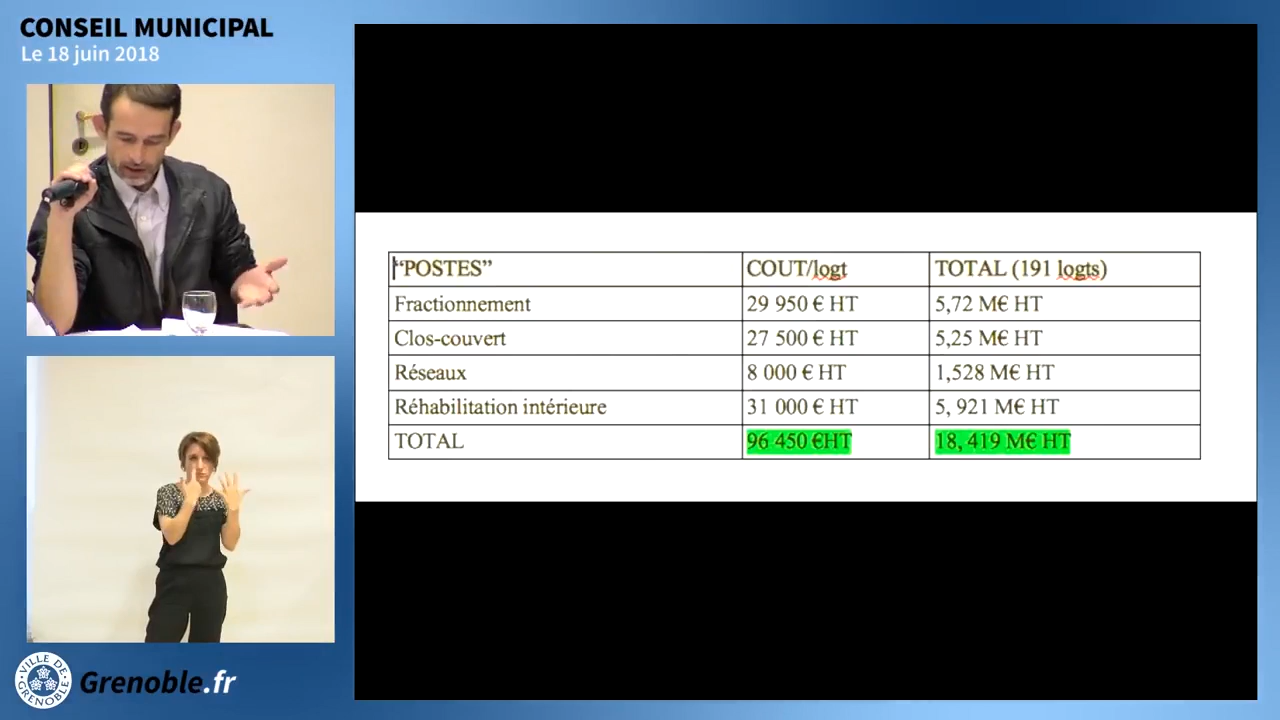 CONSEIL MUNICIPAL
Le 18 juin 2018
“POSTES” COUT/logt TOTAL (191 logts)
Fractionnement 29 950 € HT 5,72 M€ HT
Clos-couvert 27 500 € HT 5,25 M€ HT
Réseaux 8 000 € HT 1,528 M€ HT
Réhabilitation intérieure 31 000 € HT 5, 921 M€ HT
TOTAL 96 450 €HT 18, 419 M€ HT
VILLE DE GRENOBLE
Grenoble.fr